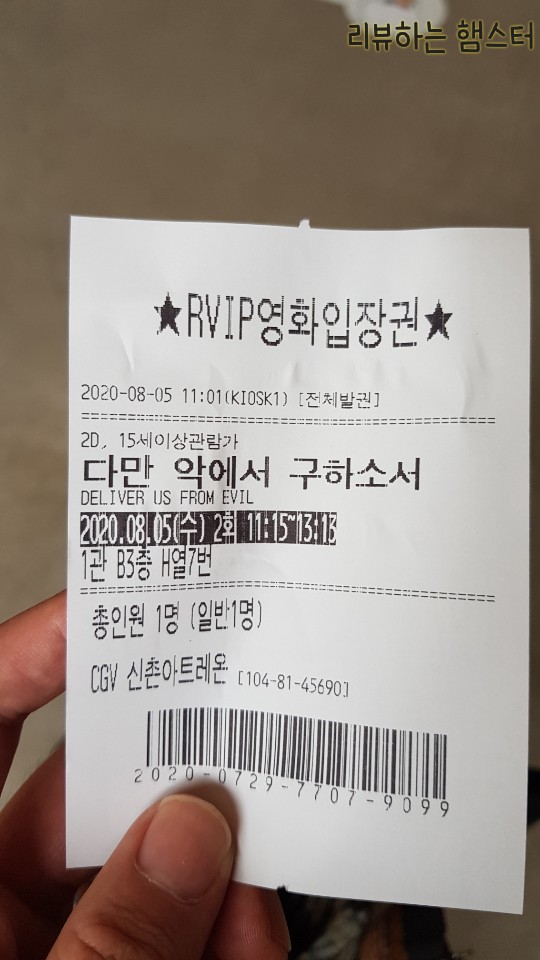 리뷰하는 햄스터
★RVIP영화입장권★
2020-08-05 11:01(KIOSK1) [전체발권]
2D, 15세이상관람가
다만 악에서 구하소서
DELIVER US FROM EVIL
2020.08.05(수) 2회 11:15~13:13
1관 B3층 H열7번
총인원 1명 (일반1명)
CGV 신촌아트레온 [104-81-45690]
2020-0729-7707-9099